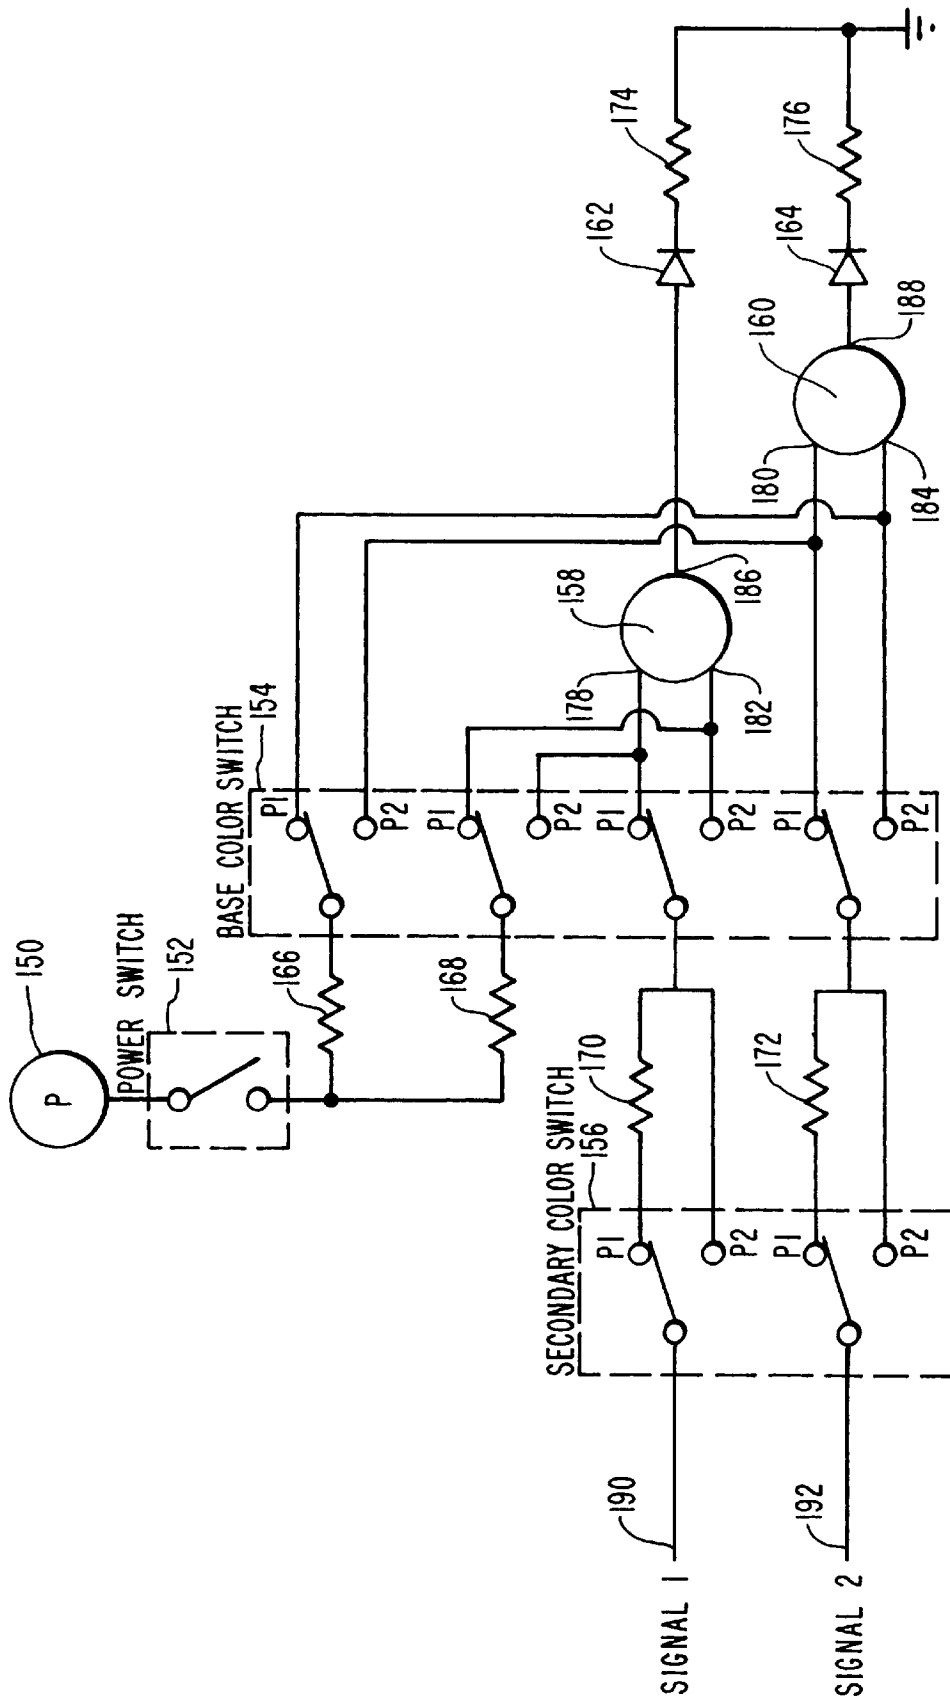 150
P
POWER SWITCH
152
BASE COLOR SWITCH
154
166
168
P1
P2
P1
P2
P1
P2
P1
P2
SECONDARY COLOR SWITCH
156
170
172
P1
P2
P1
P2
158
178
182
186
160
180
184
188
162
164
174
176
190
192
SIGNAL 1
SIGNAL 2